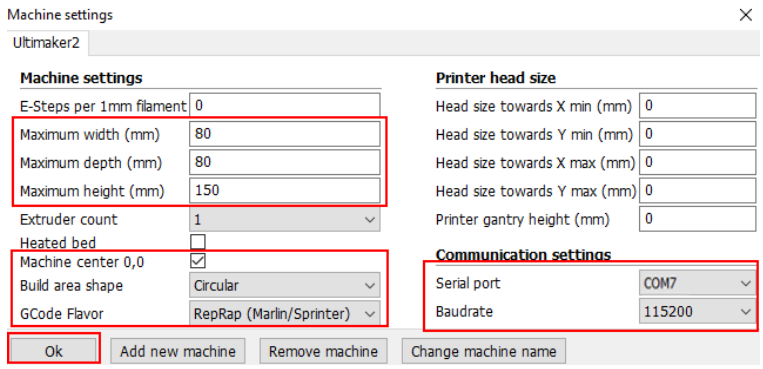 Machine settings
Ultimaker2
Machine settings
E-Steps per 1mm filament 0
Maximum width (mm) 80
Maximum depth (mm) 80
Maximum height (mm) 150
Extruder count 1
Heated bed
Machine center 0,0
Build area shape Circular
GCode Flavor RepRap (Marlin/Sprinter)
Printer head size
Head size towards X min (mm) 0
Head size towards Y min (mm) 0
Head size towards X max (mm) 0
Head size towards Y max (mm) 0
Printer gantry height (mm) 0
Communication settings
Serial port COM7
Baudrate 115200
Ok Add new machine Remove machine Change machine name